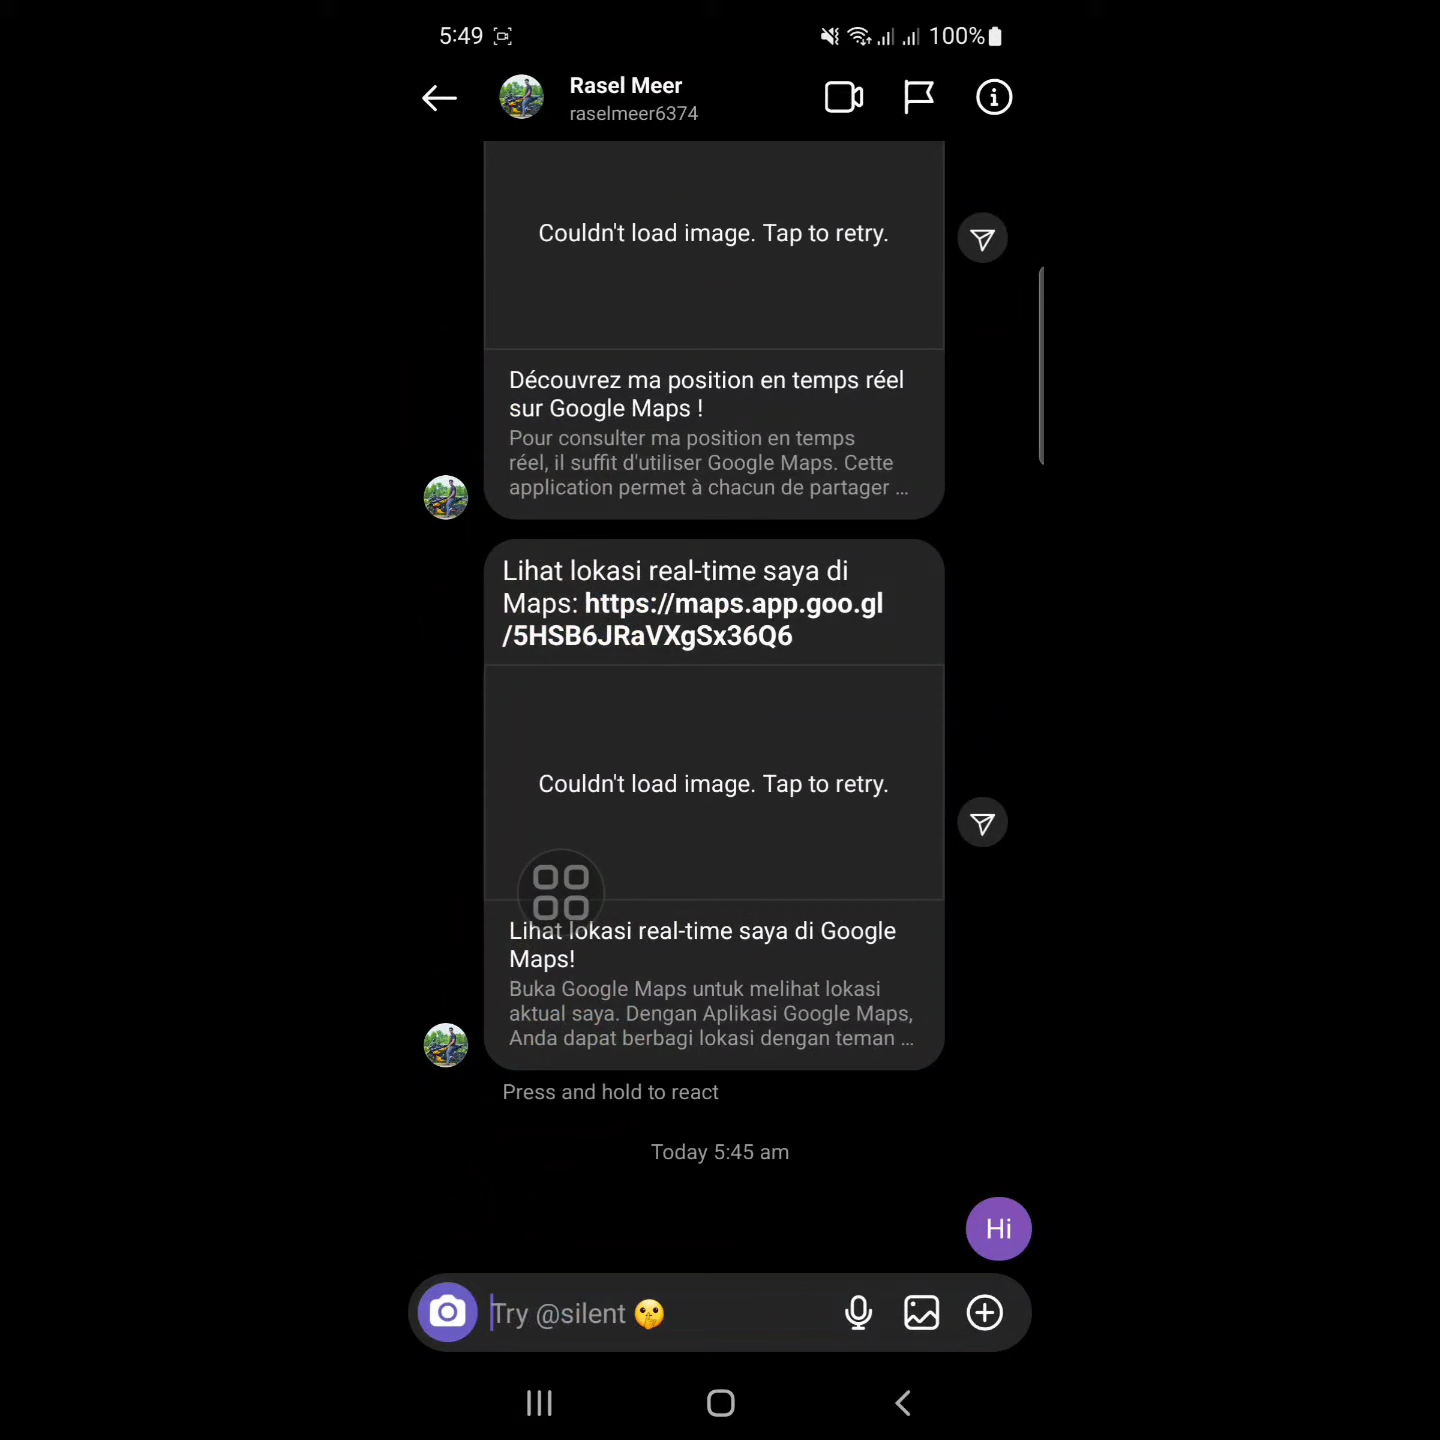 5:49
100%
Rasel Meer
raselmeer6374
Couldn't load image. Tap to retry.
Découvrez ma position en temps réel
sur Google Maps !
Pour consulter ma position en temps
réel, il suffit d'utiliser Google Maps. Cette
application permet à chacun de partager ...
Lihat lokasi real-time saya di
Maps: https://maps.app.goo.gl
/5HSB6JRaVXgSx36Q6
Couldn't load image. Tap to retry.
Lihat lokasi real-time saya di Google
Maps!
Buka Google Maps untuk melihat lokasi
aktual saya. Dengan Aplikasi Google Maps,
Anda dapat berbagi lokasi dengan teman ...
Press and hold to react
Today 5:45 am
Hi
Try @silent 🤫